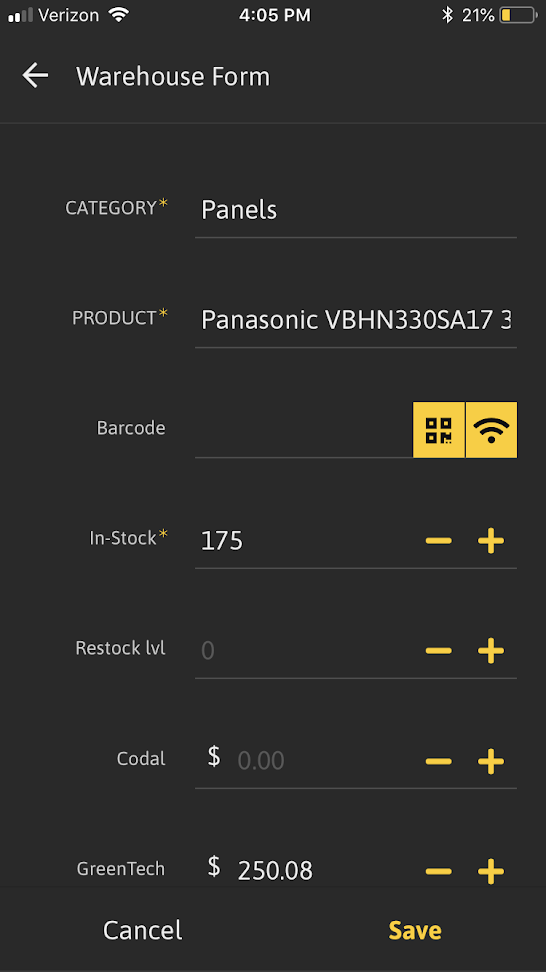 Verizon 4:05 PM 21%
Warehouse Form
CATEGORY* Panels
PRODUCT* Panasonic VBHN330SA17 3
Barcode
In-Stock* 175
Restock lvl 0
Codal $ 0.00
GreenTech $ 250.08
Cancel Save